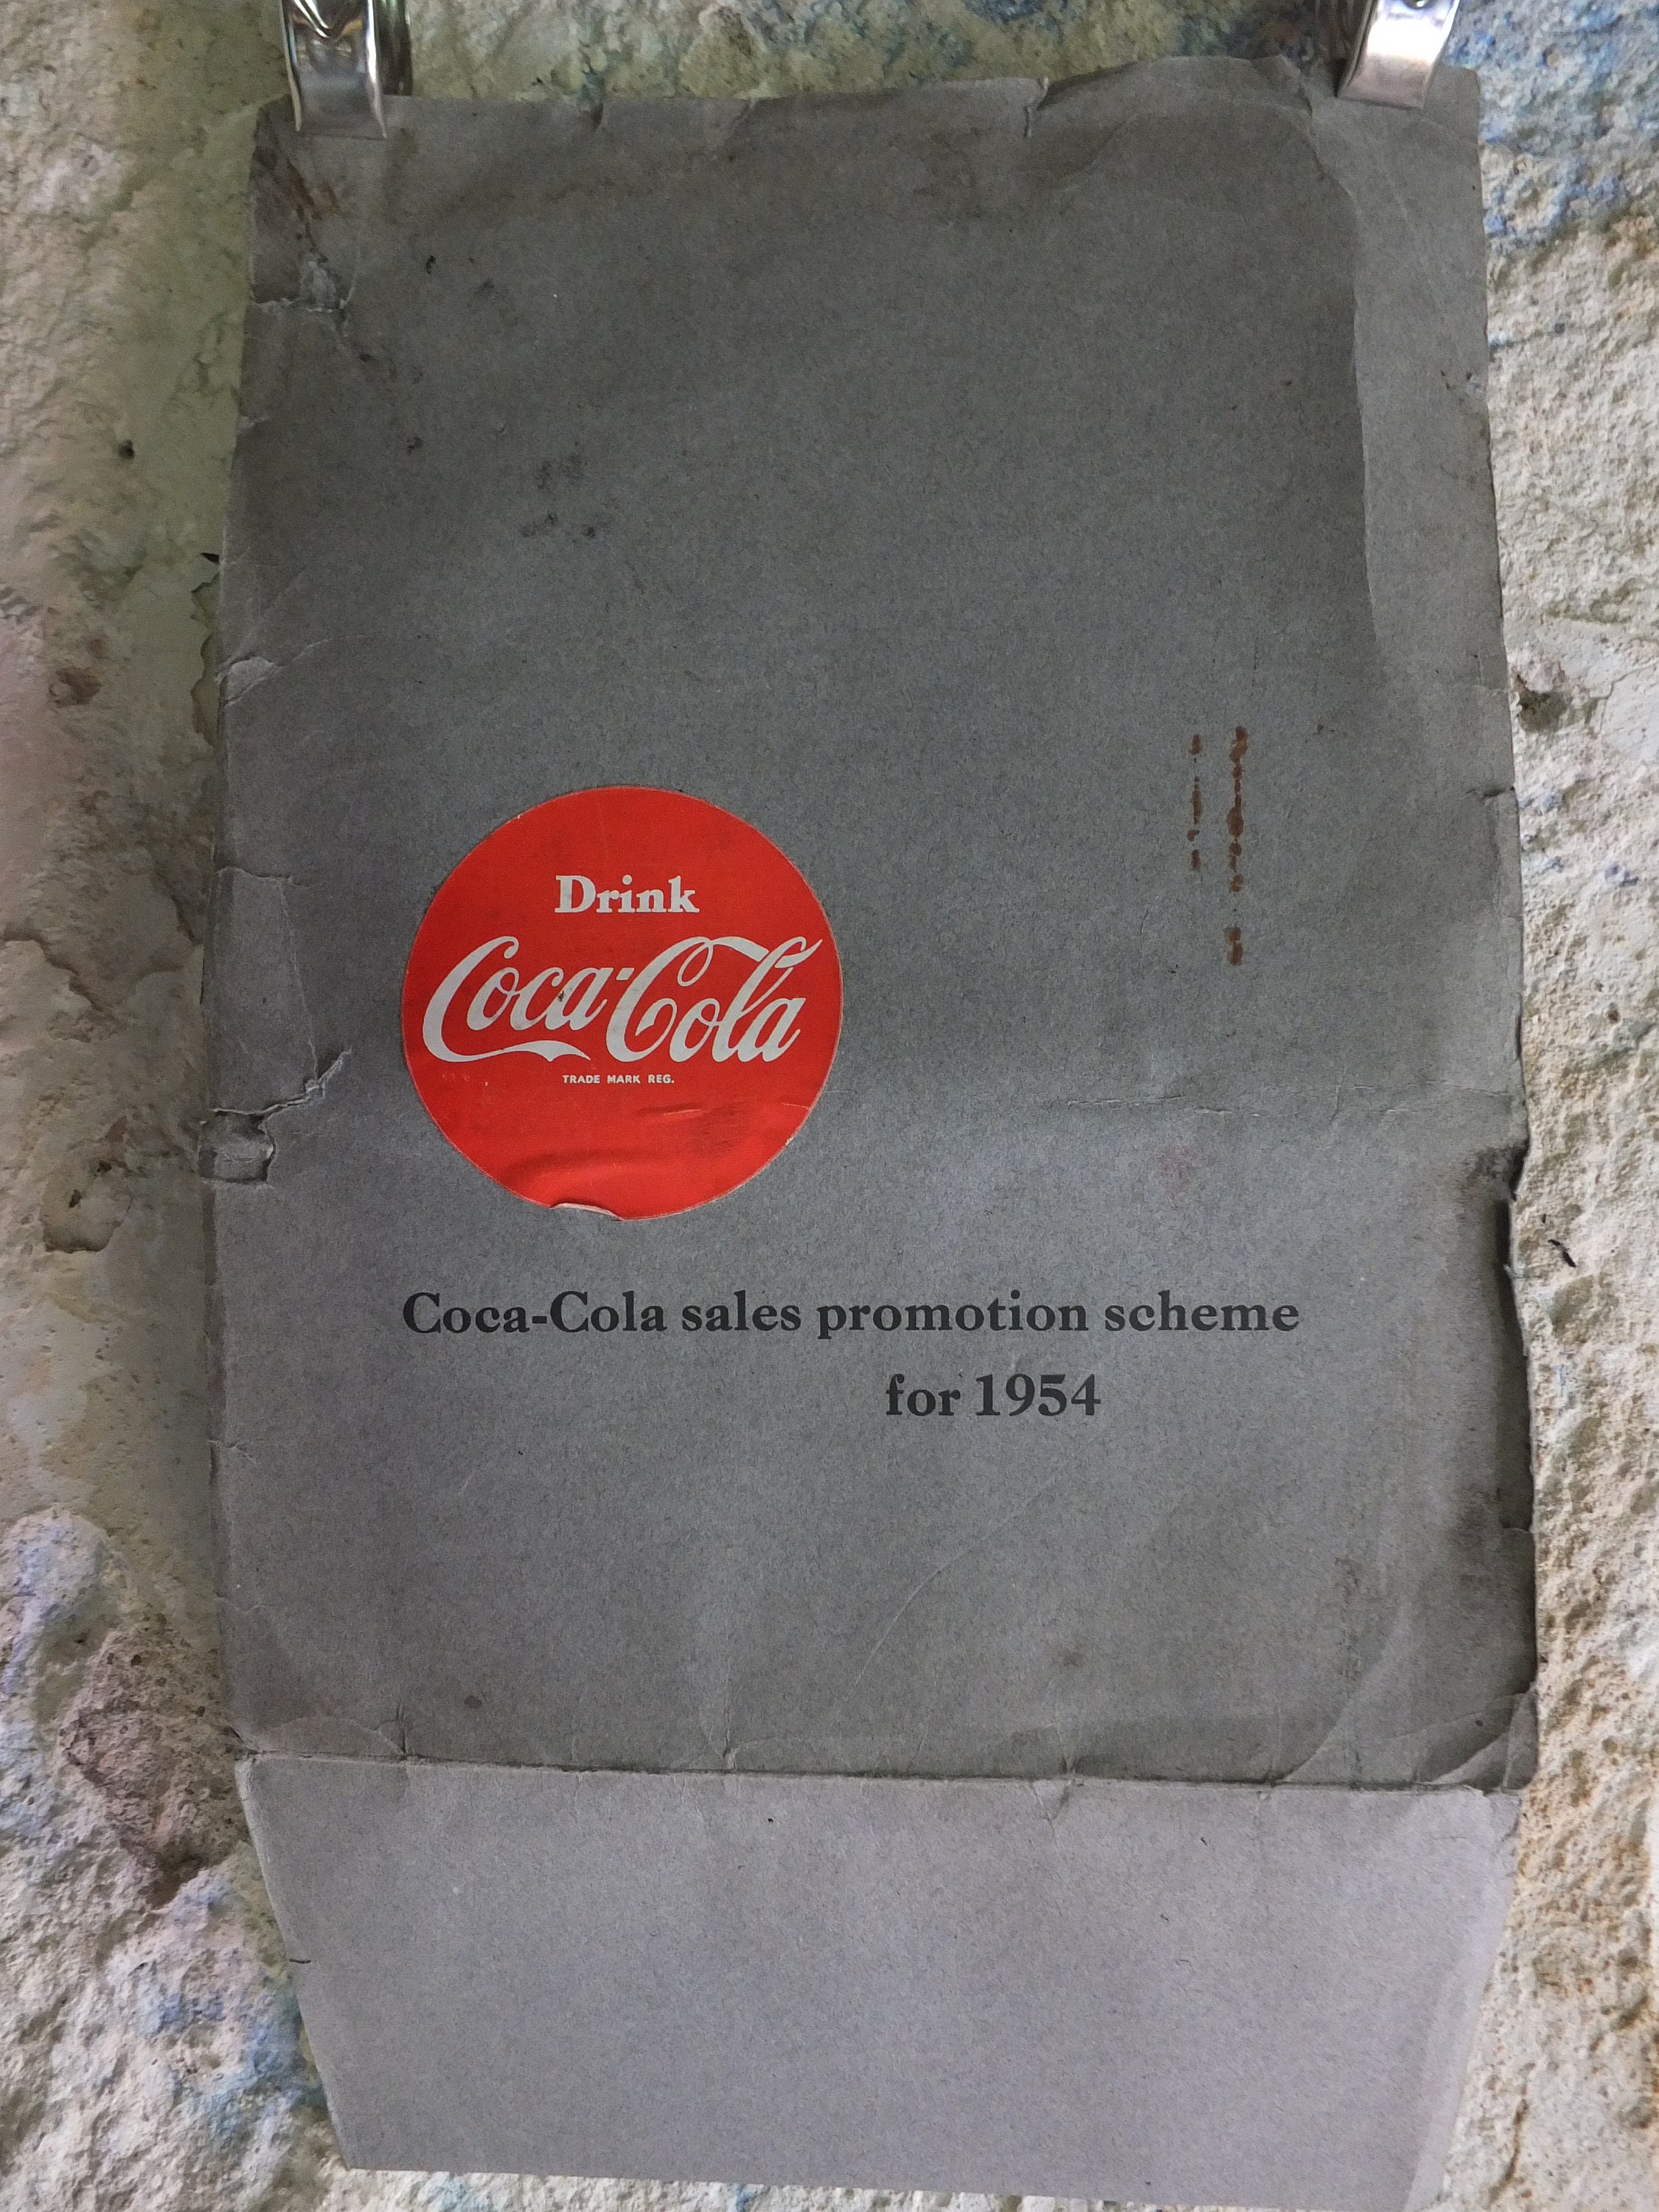 Drink
Coca-Cola
TRADE MARK REG.
Coca-Cola sales promotion scheme
for 1954